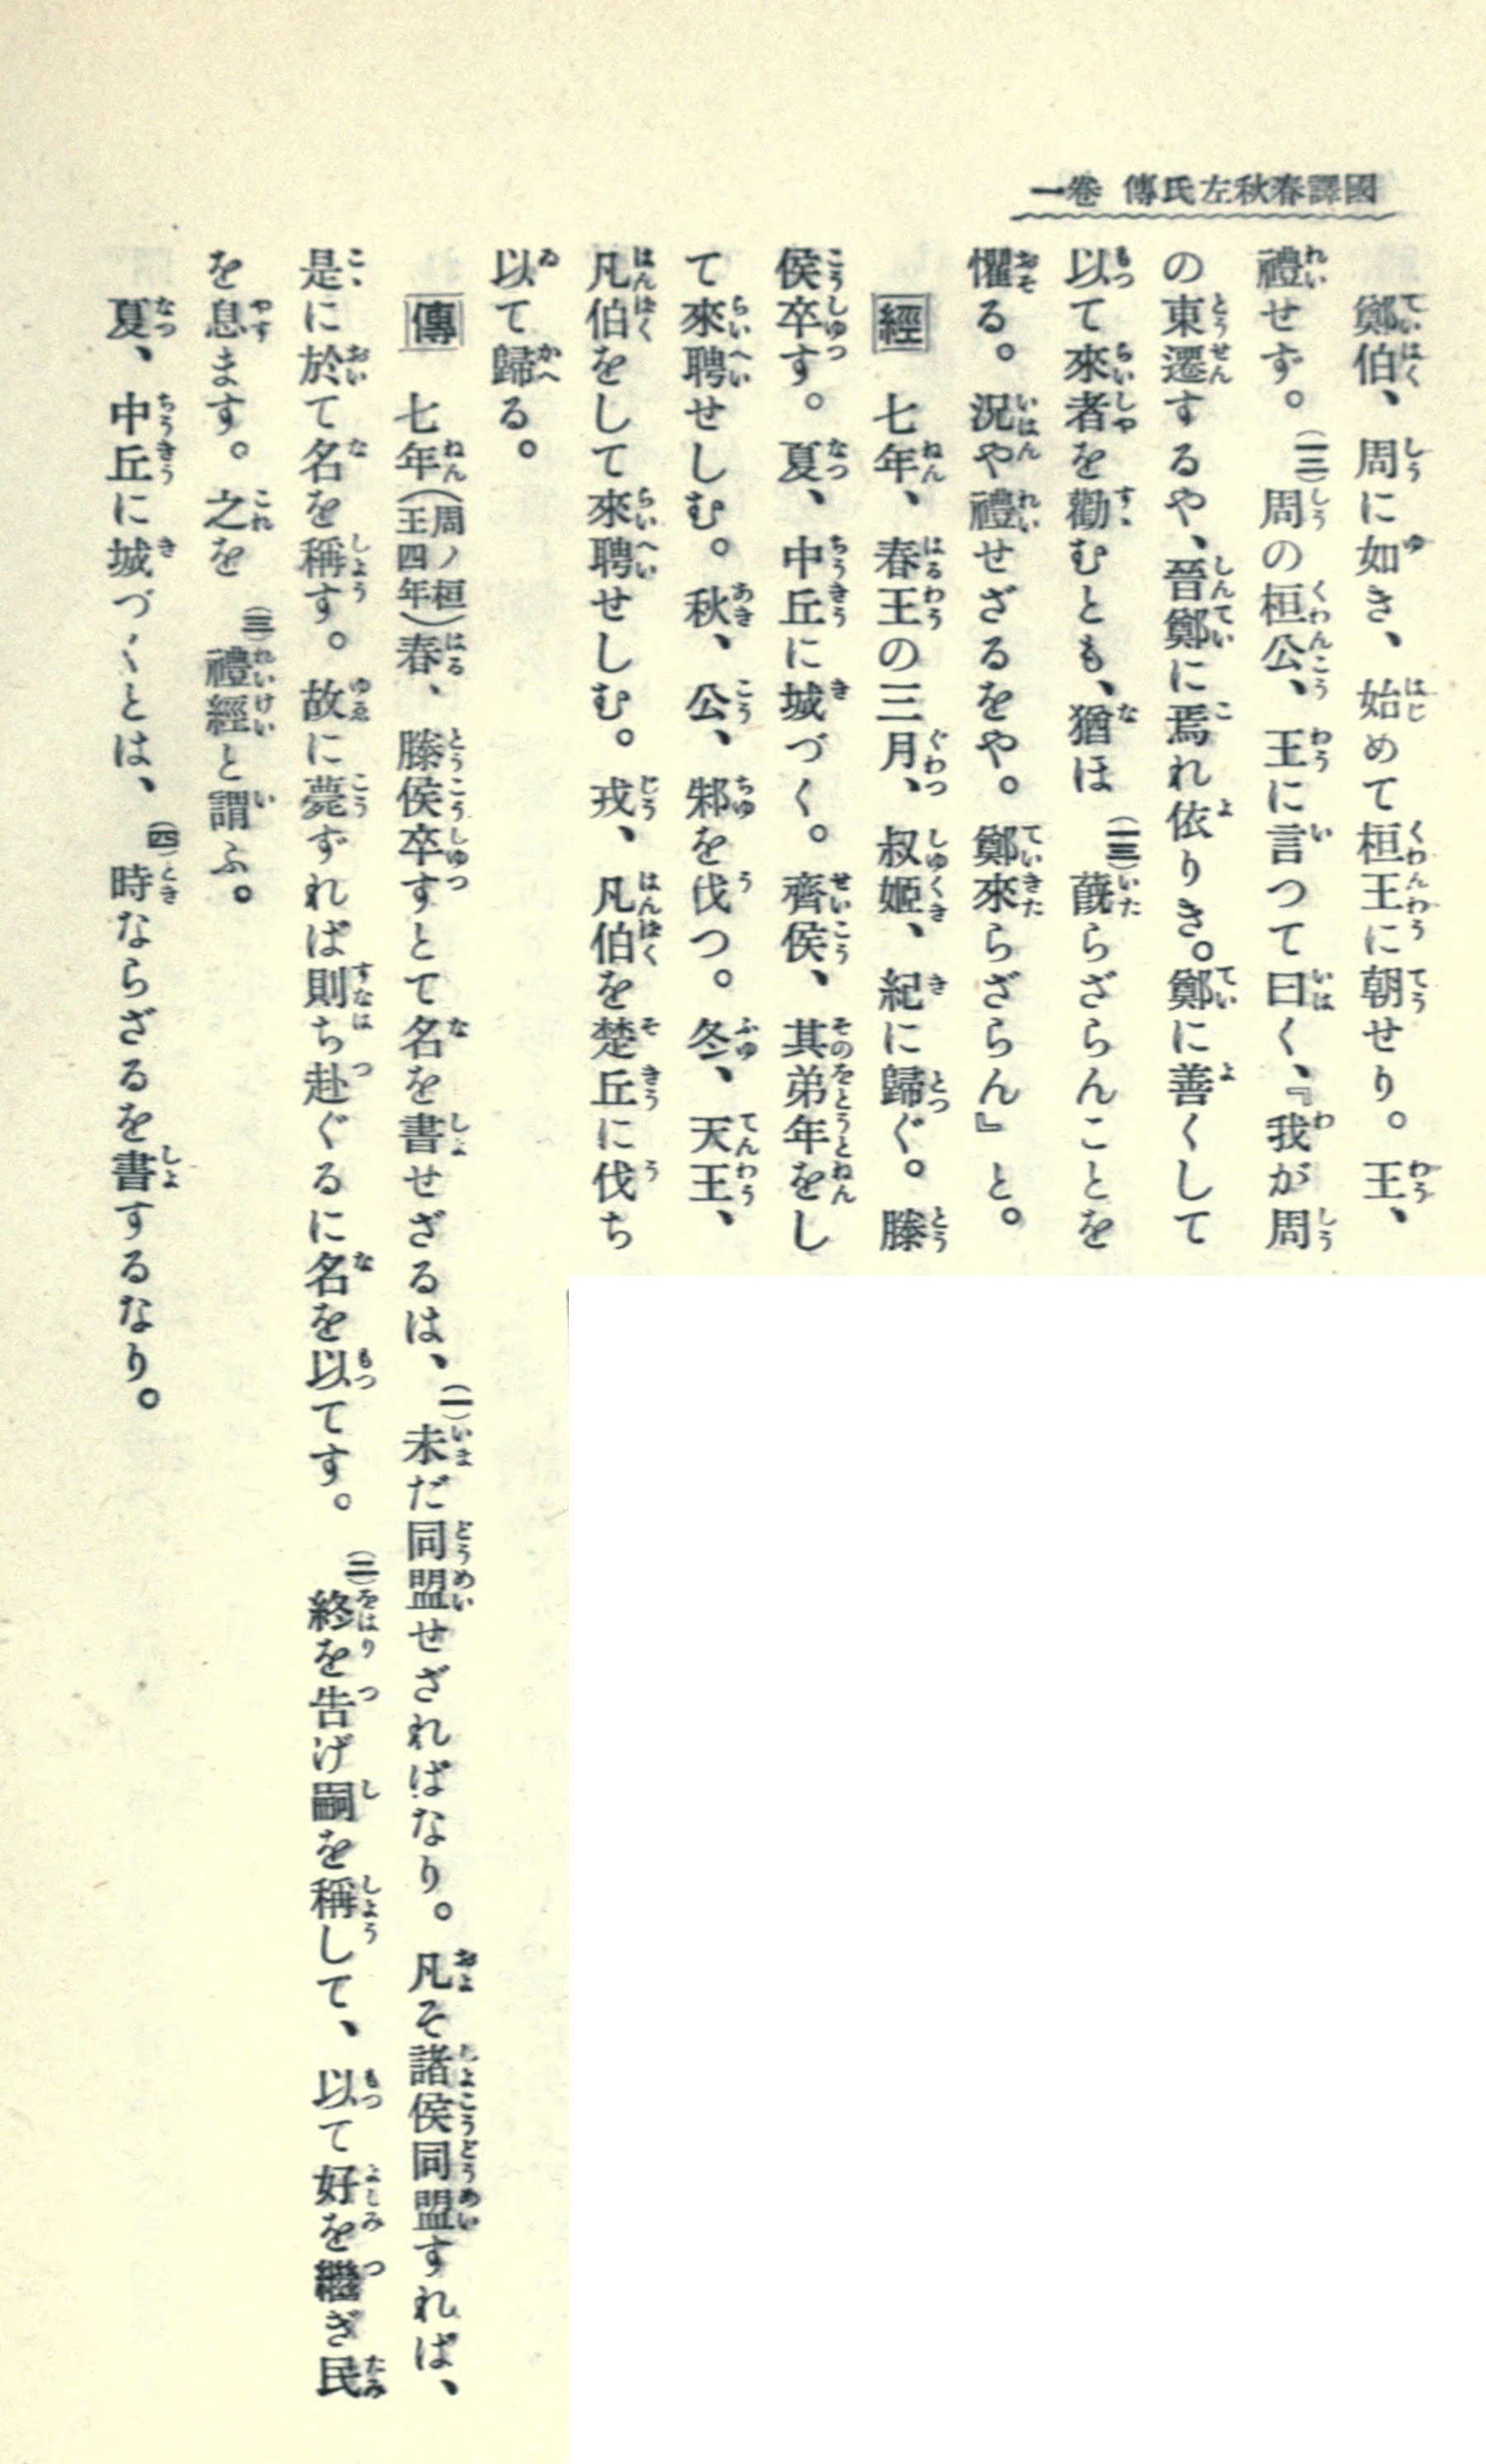 國譯春秋左氏傳 卷一
鄭伯、周に如き、始めて桓王に朝せり。王、
禮せず。(一二)周の桓公、王に言つて曰く、『我が周
の東遷するや、晉鄭に焉れ依りき。鄭に善くして
以て來者を勸むとも、猶ほ(一三)蔇らざらんことを
懼る。況や禮せざるをや。鄭來らざらん』と。
經 七年、春王の三月、叔姬、紀に歸ぐ。滕
侯卒す。夏、中丘に城づく。齊侯、其弟年をし
て來聘せしむ。秋、公、邾を伐つ。冬、天王、
凡伯をして來聘せしむ。戎、凡伯を楚丘に伐ち
以て歸る。
傳 七年(周ノ桓王四年)春、滕侯卒すとて名を書せざるは、(一)未だ同盟せざればなり。凡そ諸侯同盟すれば、
是に於て名を稱す。故に薨ずれば則ち赴ぐるに名を以てす。(二)終を告げ嗣を稱して、以て好を繼ぎ民
を息ます。之を(三)禮經と謂ふ。
夏、中丘に城づくとは、(四)時ならざるを書するなり。